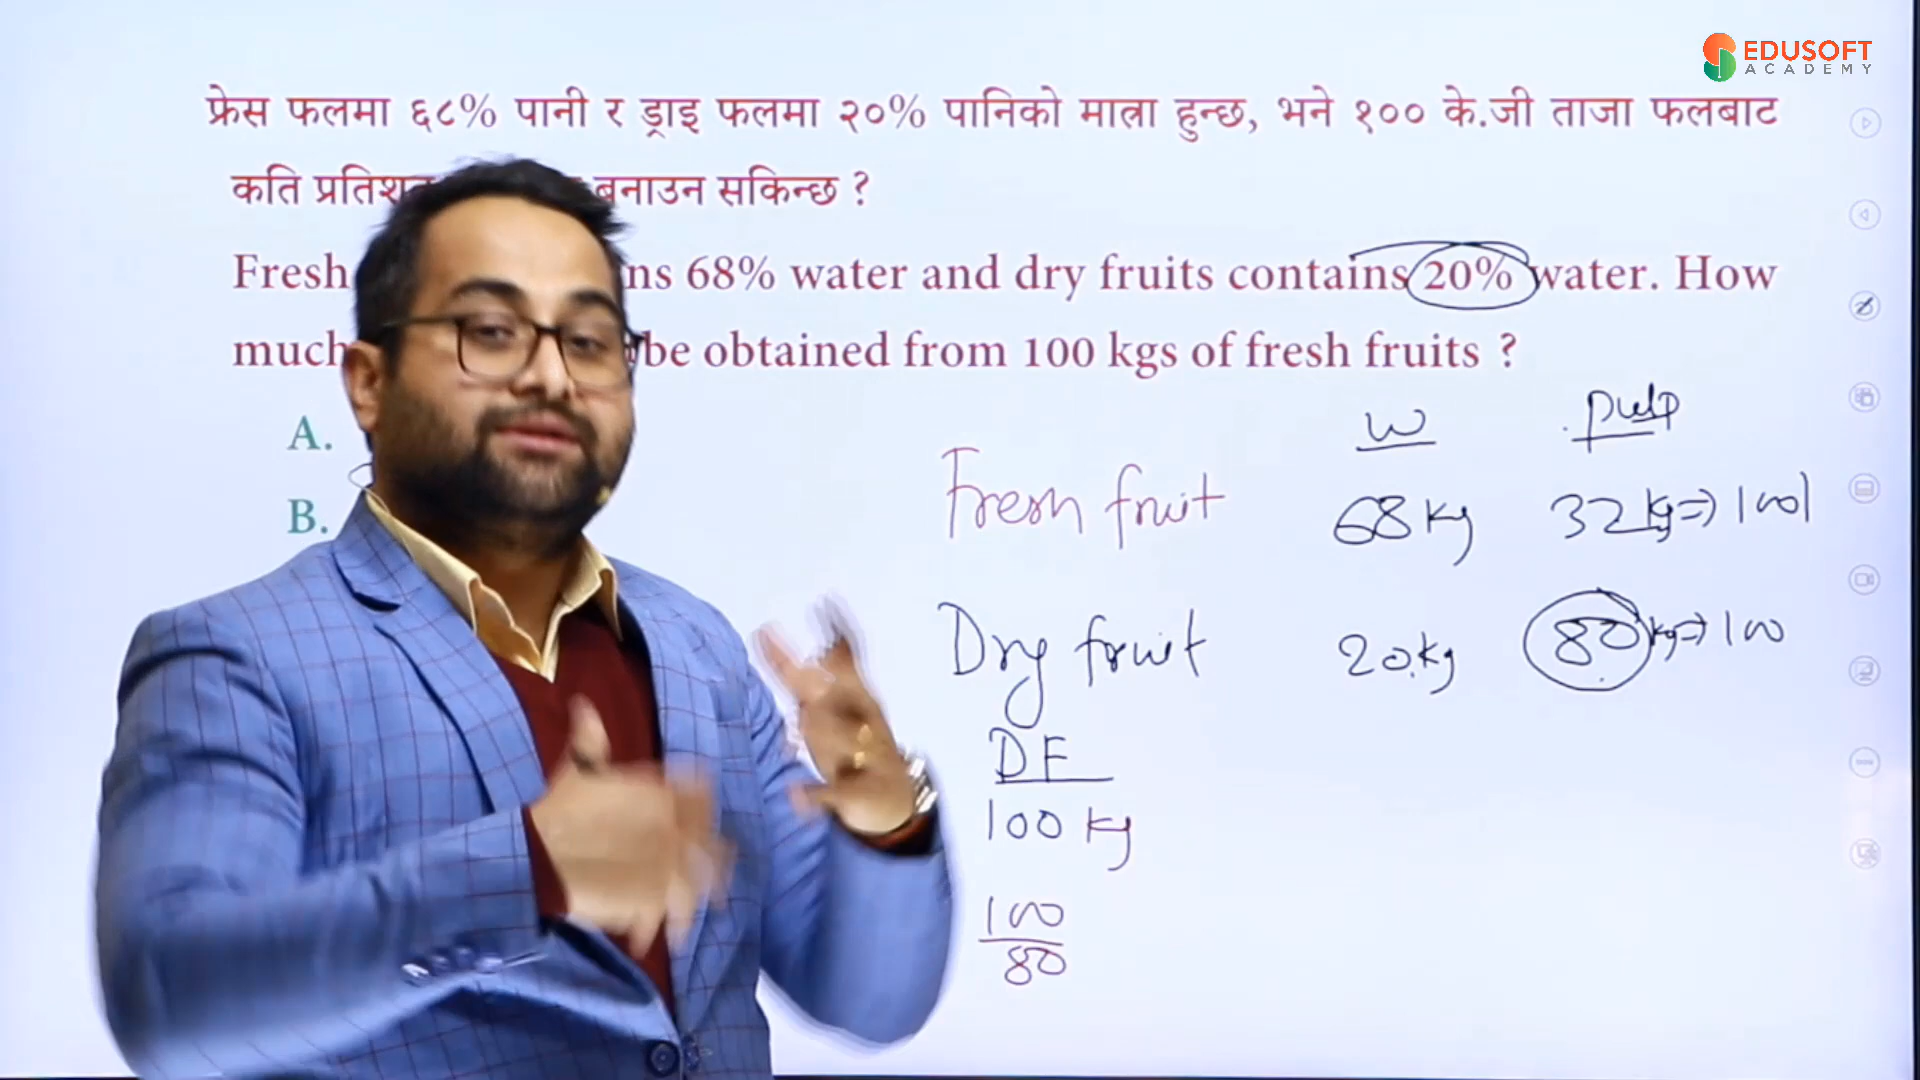 EDUSOFT
ACADEMY
फ्रेस फलमा ६८% पानी र ड्राइ फलमा २०% पानिको मात्रा हुन्छ, भने १०० के.जी ताजा फलबाट
कति बनाउन सकिन्छ ?
Fresh 68% water and dry fruits contains 20% water. How
much be obtained from 100 kgs of fresh fruits ?
A.
B.
W pulp
Fresh fruit 68 kg 32 kg ⇒ 100
Dry fruit 20 kg 80 kg ⇒ 100
DF
100 kg
100
80